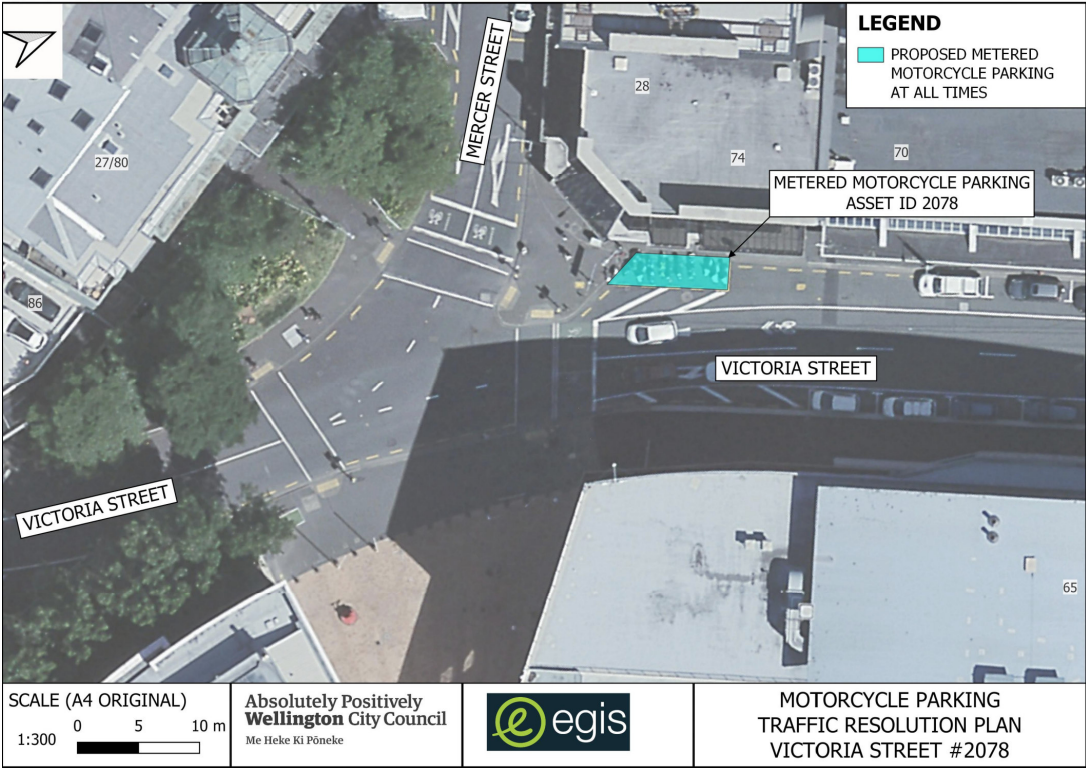 MERCER STREET
LEGEND
PROPOSED METERED
MOTORCYCLE PARKING
AT ALL TIMES
28
27/80
74
70
METERED MOTORCYCLE PARKING
ASSET ID 2078
86
VICTORIA STREET
VICTORIA STREET
65
SCALE (A4 ORIGINAL)
1:300
0 5 10 m
Absolutely Positively
Wellington City Council
Me Heke Ki Pōneke
e egis
MOTORCYCLE PARKING
TRAFFIC RESOLUTION PLAN
VICTORIA STREET #2078